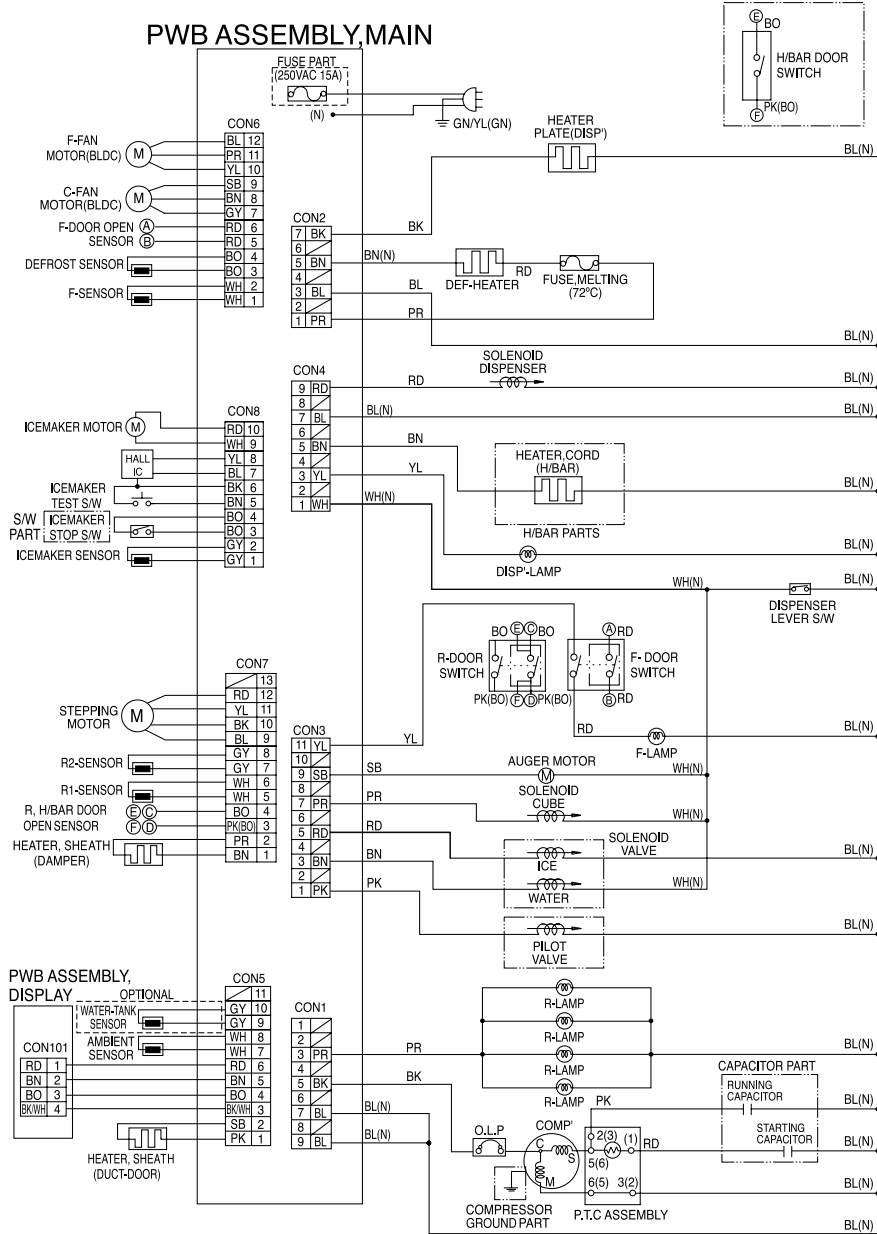 PWB ASSEMBLY,MAIN
FUSE PART
(250VAC 15A)
(N)
GN/YL(GN)
E
BO
H/BAR DOOR
SWITCH
PK(BO)
F
HEATER
PLATE(DISP')
BL(N)
CON6
F-FAN
MOTOR(BLDC)
M
BL 12
PR 11
YL 10
C-FAN
MOTOR(BLDC)
M
SB 9
BN 8
GY 7
F-DOOR OPEN A
SENSOR B
RD 6
RD 5
DEFROST SENSOR
BO 4
BO 3
F-SENSOR
WH 2
WH 1
CON2
7 BK
6
5 BN
4
3 BL
2
1 PR
BK
BN(N)
DEF-HEATER
RD
FUSE,MELTING
(72°C)
BL
PR
BL(N)
CON4
9 RD
8
7 BL
6
5 BN
4
3 YL
2
1 WH
RD
SOLENOID
DISPENSER
BL(N)
BL(N)
BL(N)
BN
HEATER,CORD
(H/BAR)
H/BAR PARTS
BL(N)
YL
DISP'-LAMP
BL(N)
WH(N)
WH(N)
BL(N)
DISPENSER
LEVER S/W
CON8
ICEMAKER MOTOR
M
RD 10
WH 9
HALL
IC
YL 8
BL 7
ICEMAKER
TEST S/W
BK 6
BN 5
S/W
PART
ICEMAKER
STOP S/W
BO 4
BO 3
ICEMAKER SENSOR
GY 2
GY 1
BO E C BO
R-DOOR
SWITCH
PK(BO) F D PK(BO)
A RD
F- DOOR
SWITCH
B RD
RD
F-LAMP
BL(N)
CON7
13
STEPPING
MOTOR
M
RD 12
YL 11
BK 10
BL 9
R2-SENSOR
GY 8
GY 7
R1-SENSOR
WH 6
WH 5
R, H/BAR DOOR E C
OPEN SENSOR F D
BO 4
PK(BO) 3
HEATER, SHEATH
(DAMPER)
PR 2
BN 1
CON3
11 YL
10
9 SB
8
7 PR
6
5 RD
4
3 BN
2
1 PK
YL
SB
AUGER MOTOR
M
WH(N)
PR
SOLENOID
CUBE
WH(N)
RD
SOLENOID
VALVE
ICE
BL(N)
BN
WATER
WH(N)
PK
PILOT
VALVE
BL(N)
PWB ASSEMBLY,
DISPLAY
OPTIONAL
WATER-TANK
SENSOR
AMBIENT
SENSOR
CON101
RD 1
BN 2
BO 3
BK/WH 4
CON5
11
GY 10
GY 9
WH 8
WH 7
RD 6
BN 5
BO 4
BK/WH 3
SB 2
PK 1
HEATER, SHEATH
(DUCT-DOOR)
CON1
1
2
3 PR
4
5 BK
6
7 BL
8
9 BL
PR
R-LAMP
R-LAMP
R-LAMP
R-LAMP
BL(N)
BK
BL(N)
BL(N)
O.L.P
COMP'
C
S
M
COMPRESSOR
GROUND PART
PK
2(3)
(1)
RD
5(6)
6(5)
3(2)
P.T.C ASSEMBLY
CAPACITOR PART
RUNNING
CAPACITOR
BL(N)
STARTING
CAPACITOR
BL(N)
BL(N)
BL(N)